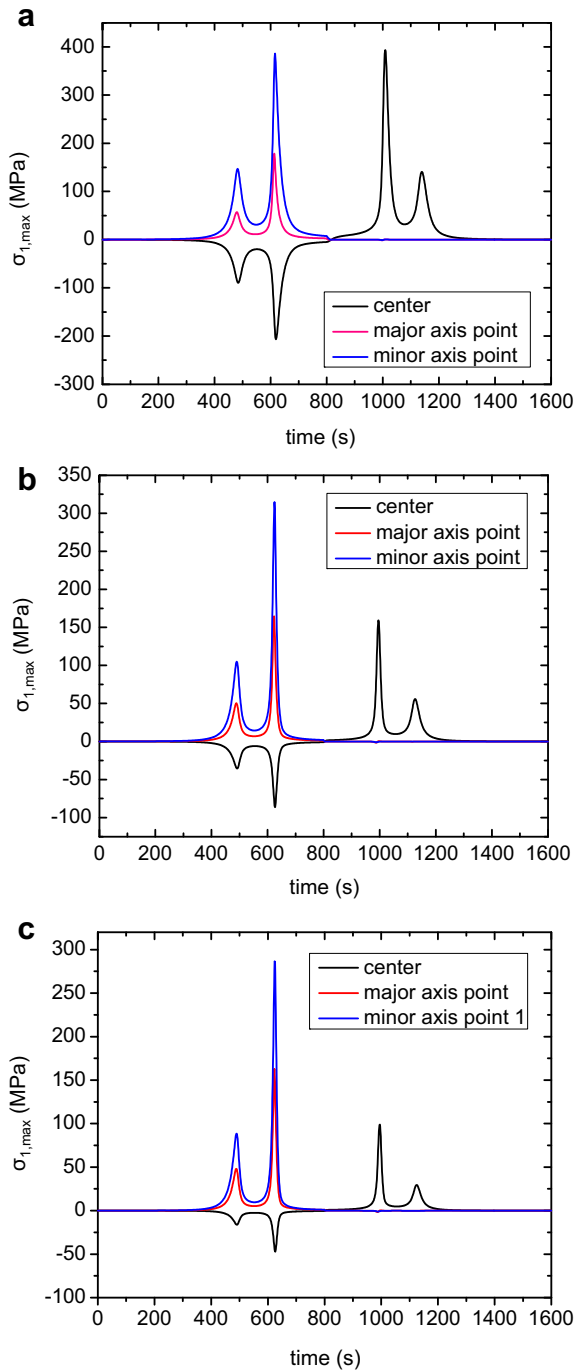 a
400
300
200
100
0
-100
-200
-300
σ1,max (MPa)
center
major axis point
minor axis point
0 200 400 600 800 1000 1200 1400 1600
time (s)
b
350
300
250
200
150
100
50
0
-50
-100
σ1,max (MPa)
center
major axis point
minor axis point
0 200 400 600 800 1000 1200 1400 1600
time (s)
c
300
250
200
150
100
50
0
-50
-100
σ1,max (MPa)
center
major axis point
minor axis point 1
0 200 400 600 800 1000 1200 1400 1600
time (s)